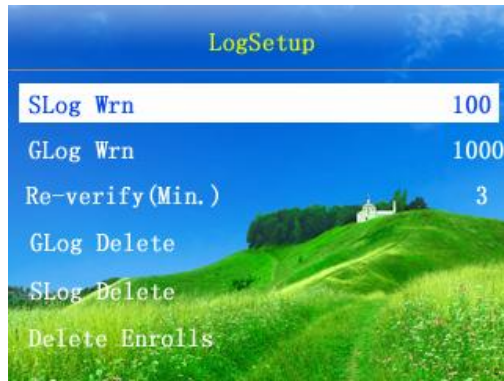 LogSetup
SLog Wrn 100
GLog Wrn 1000
Re-verify(Min.) 3
GLog Delete
SLog Delete
Delete Enrolls